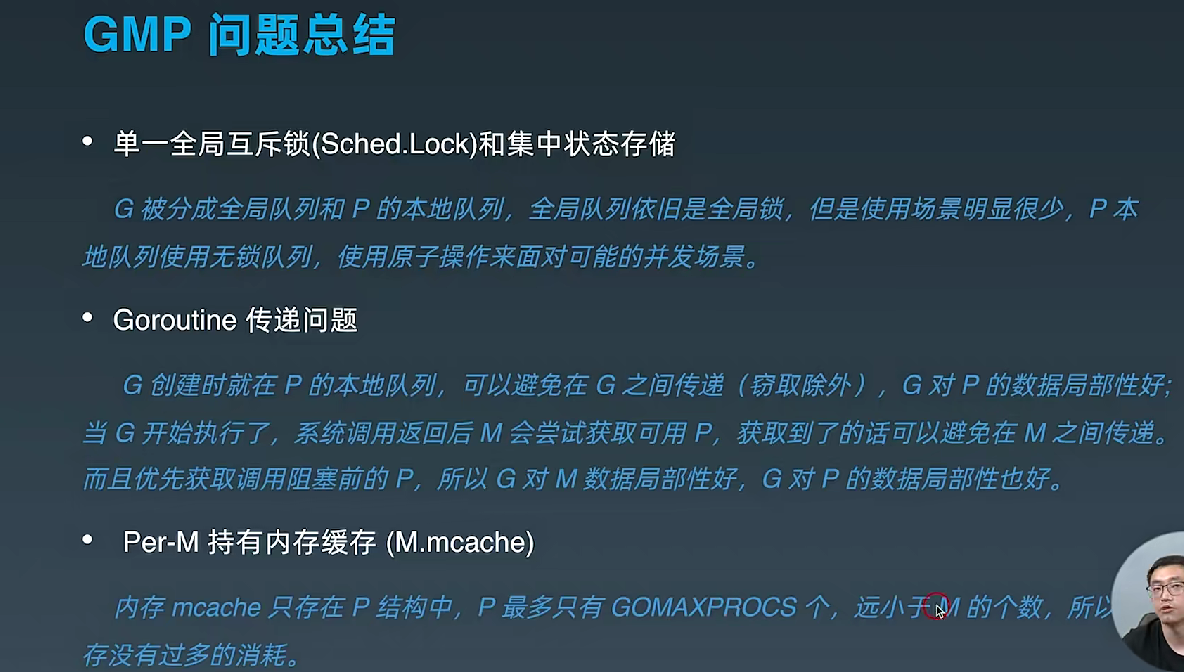 GMP 问题总结
• 单一全局互斥锁(Sched.Lock)和集中状态存储
G 被分成全局队列和 P 的本地队列，全局队列依旧是全局锁，但是使用场景明显很少，P 本
地队列使用无锁队列，使用原子操作来面对可能的并发场景。
• Goroutine 传递问题
G 创建时就在 P 的本地队列，可以避免在 G 之间传递（窃取除外），G 对 P 的数据局部性好;
当 G 开始执行了，系统调用返回后 M 会尝试获取可用 P，获取到了的话可以避免在 M 之间传递。
而且优先获取调用阻塞前的 P，所以 G 对 M 数据局部性好，G 对 P 的数据局部性也好。
• Per-M 持有内存缓存 (M.mcache)
内存 mcache 只存在 P 结构中，P 最多只有 GOMAXPROCS 个，远小于 M 的个数，所以
存没有过多的消耗。